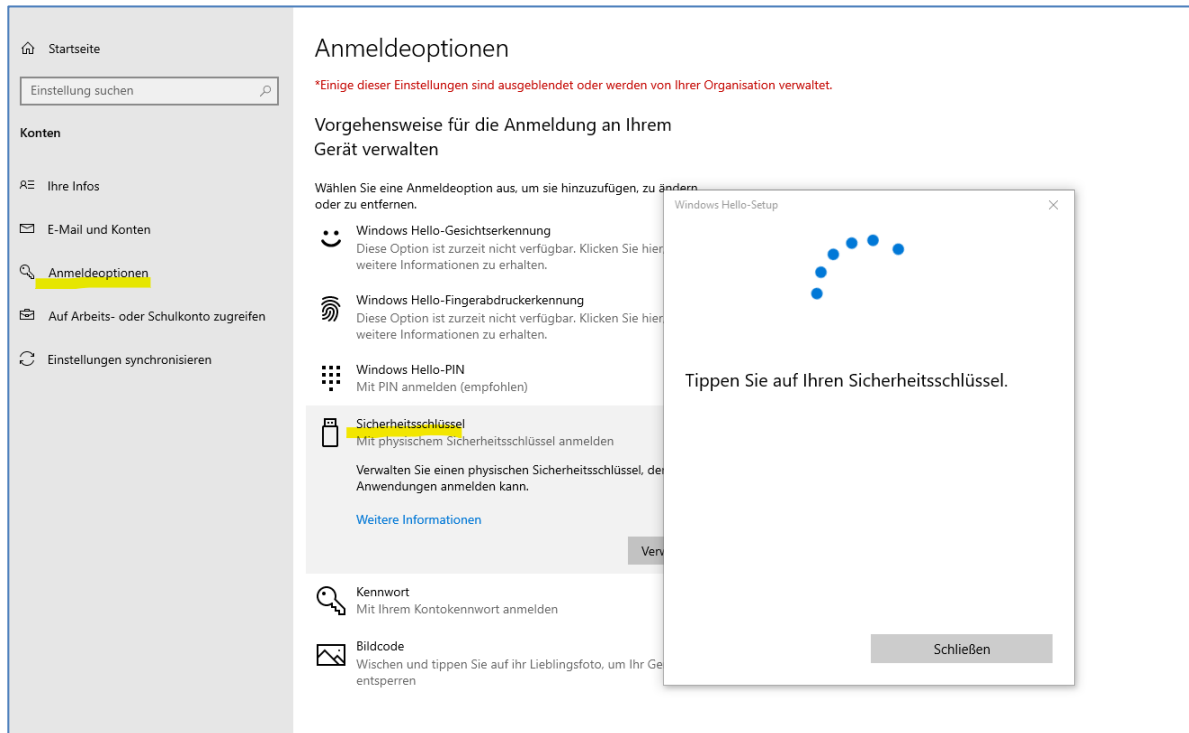 Startseite
Einstellung suchen
Konten
Ihre Infos
E-Mail und Konten
Anmeldeoptionen
Auf Arbeits- oder Schulkonto zugreifen
Einstellungen synchronisieren
Anmeldeoptionen
*Einige dieser Einstellungen sind ausgeblendet oder werden von Ihrer Organisation verwaltet.
Vorgehensweise für die Anmeldung an Ihrem
Gerät verwalten
Wählen Sie eine Anmeldeoption aus, um sie hinzuzufügen, zu ändern
oder zu entfernen.
Windows Hello-Gesichtserkennung
Diese Option ist zurzeit nicht verfügbar. Klicken Sie hier,
weitere Informationen zu erhalten.
Windows Hello-Fingerabdruckerkennung
Diese Option ist zurzeit nicht verfügbar. Klicken Sie hier,
weitere Informationen zu erhalten.
Windows Hello-PIN
Mit PIN anmelden (empfohlen)
Sicherheitsschlüssel
Mit physischem Sicherheitsschlüssel anmelden
Verwalten Sie einen physischen Sicherheitsschlüssel, der
Anwendungen anmelden kann.
Weitere Informationen
Kennwort
Mit Ihrem Kontokennwort anmelden
Bildcode
Wischen und tippen Sie auf ihr Lieblingsfoto, um Ihr Ge
entsperren
Windows Hello-Setup
Tippen Sie auf Ihren Sicherheitsschlüssel.
Schließen